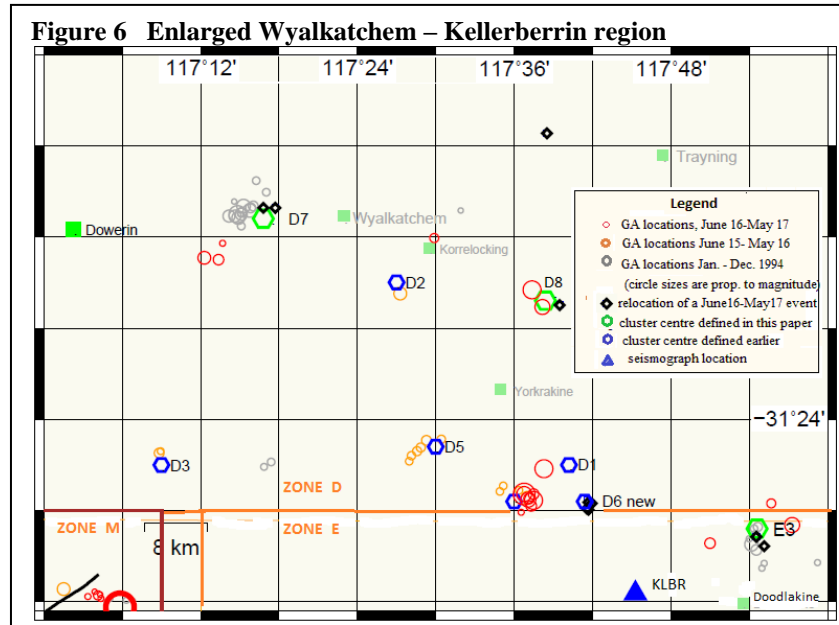 Figure 6 Enlarged Wyalkatchem – Kellerberrin region
117°12' 117°24' 117°36' 117°48'
Trayning
Dowerin
D7
Wyalkatchem
Korrelocking
D2
D8
Legend
GA locations, June 16-May 17
GA locations June 15- May 16
GA locations Jan. - Dec. 1994
(circle sizes are prop. to magnitude)
relocation of a June16-May17 event
cluster centre defined in this paper
cluster centre defined earlier
seismograph location
Yorkrakine
−31°24'
D3
D5
D1
ZONE D
D6 new
ZONE M
ZONE E
8 km
E3
KLBR
Doodlakine